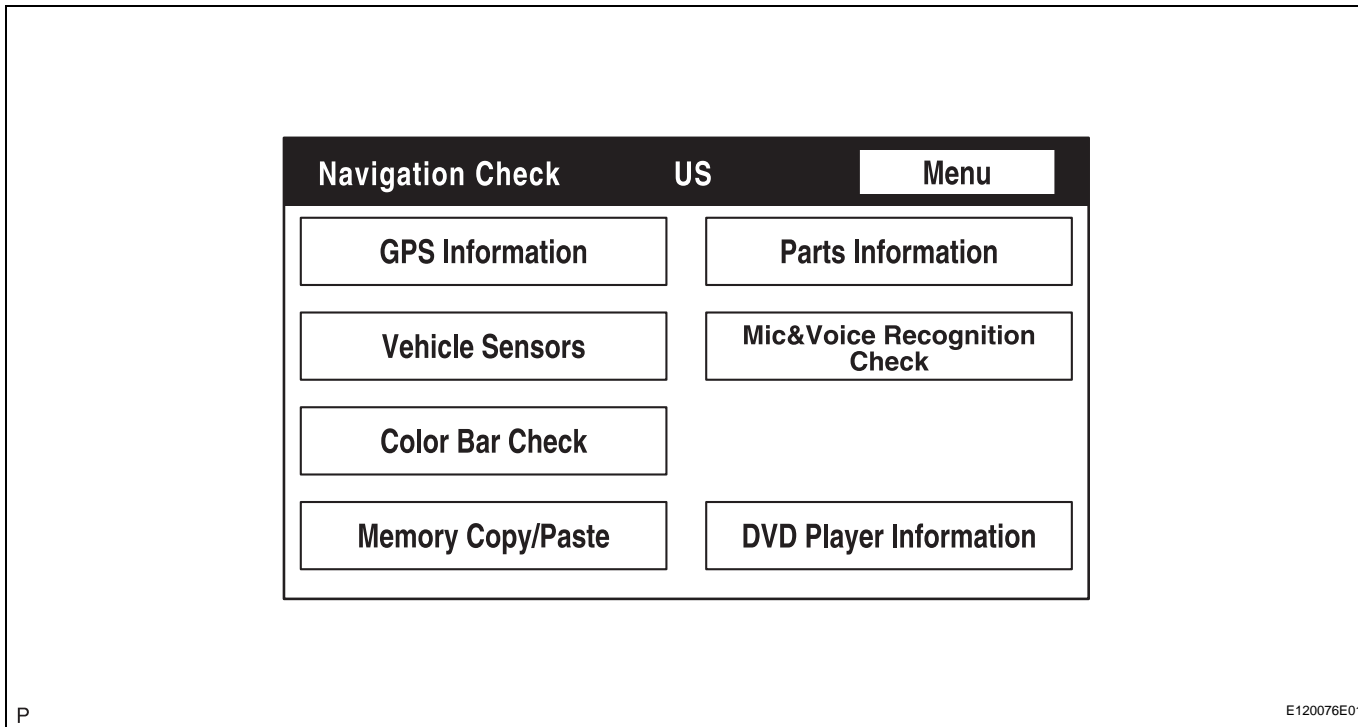 Navigation Check US Menu
GPS Information Parts Information
Vehicle Sensors Mic&Voice Recognition
Check
Color Bar Check
Memory Copy/Paste DVD Player Information
P E120076E01